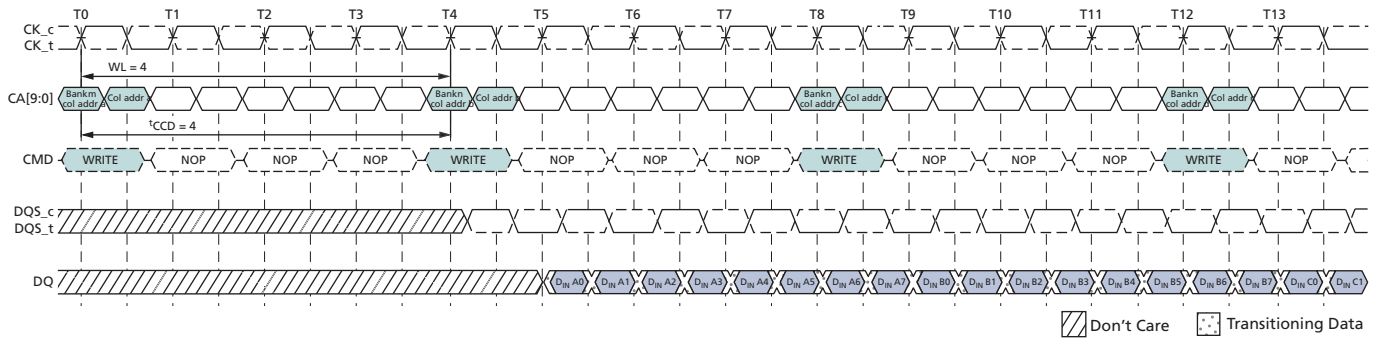 T0 T1 T2 T3 T4 T5 T6 T7 T8 T9 T10 T11 T12 T13
CK_c
CK_t
WL = 4
CA[9:0] Bankm col addr a Col addr a Bankn col addr b Col addr b Bankn col addr c Col addr c Bankn col addr d Col addr d
tCCD = 4
CMD WRITE NOP NOP NOP WRITE NOP NOP NOP WRITE NOP NOP NOP WRITE NOP
DQS_c
DQS_t
DQ DIN A0 DIN A1 DIN A2 DIN A3 DIN A4 DIN A5 DIN A6 DIN A7 DIN B0 DIN B1 DIN B2 DIN B3 DIN B4 DIN B5 DIN B6 DIN B7 DIN C0 DIN C1
Don't Care Transitioning Data